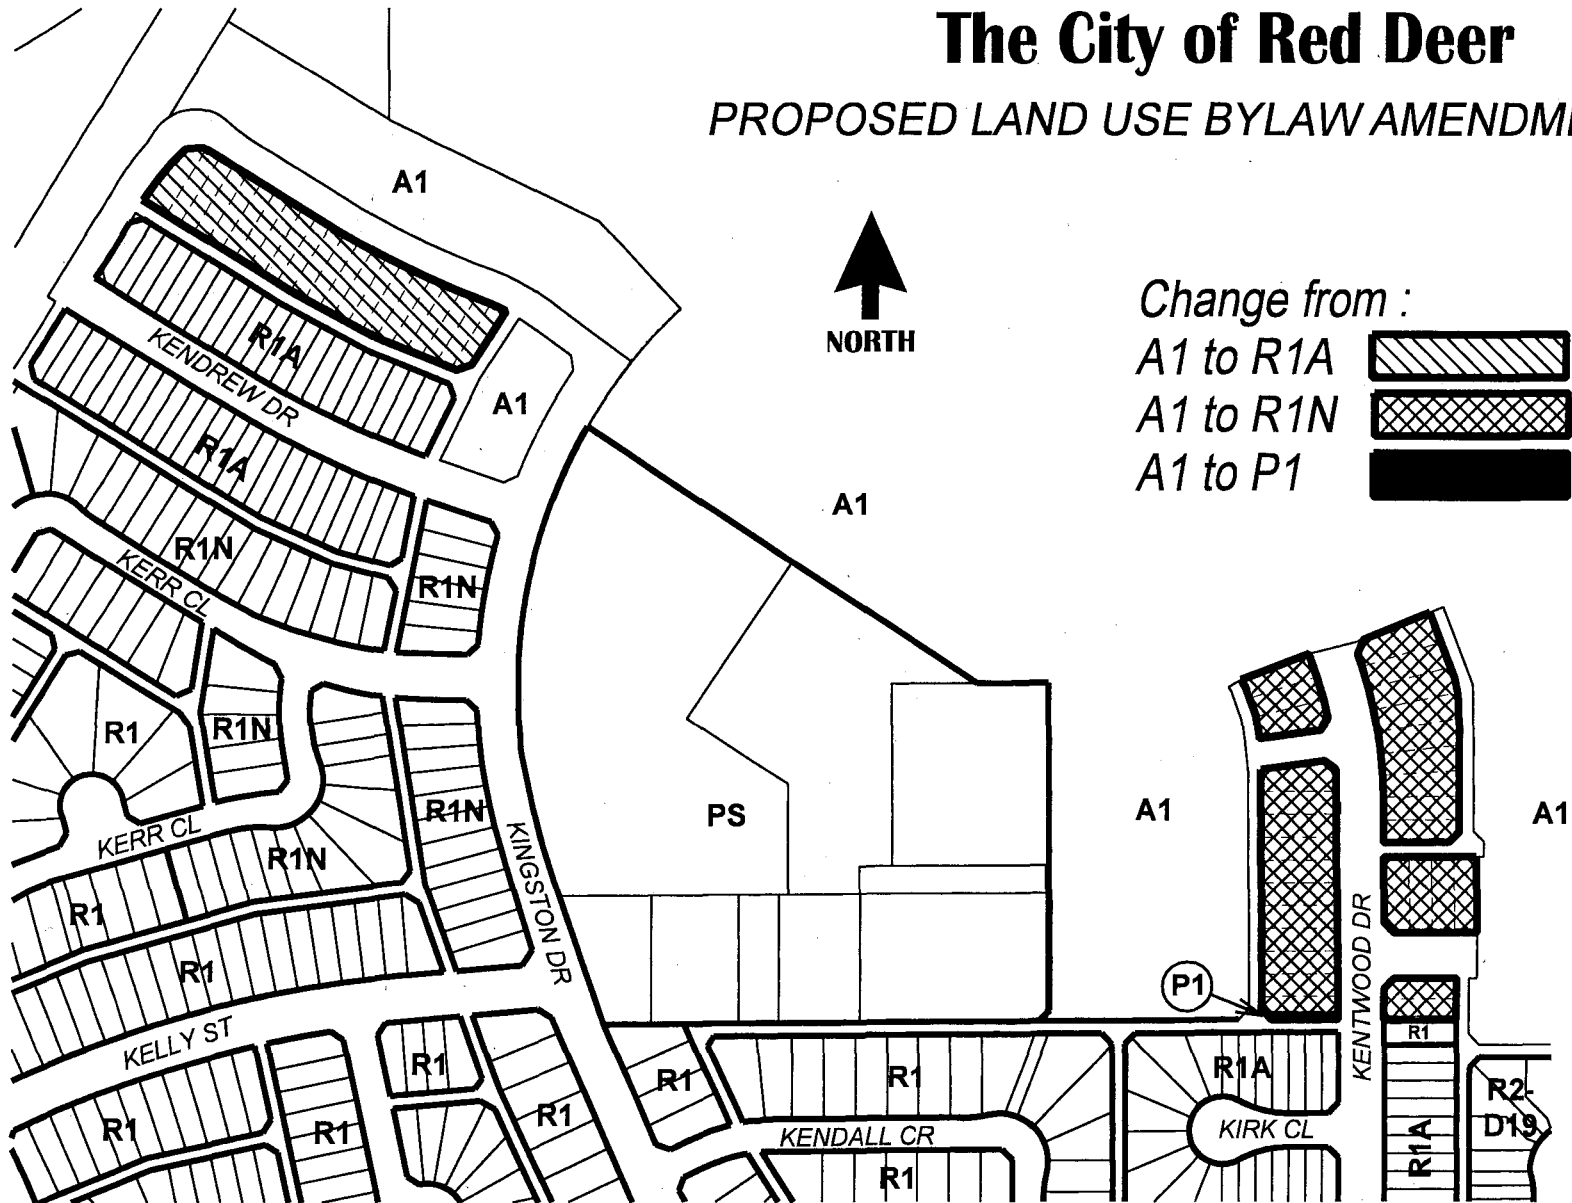 The City of Red Deer
PROPOSED LAND USE BYLAW AMENDM
A1
NORTH
Change from :
A1 to R1A
A1 to R1N
A1 to P1
R1A
KENDREW DR
A1
R1A
A1
R1N
KERR CL
R1N
R1
R1N
R1N
PS
A1
A1
KERR CL
R1N
KINGSTON DR
R1
R1
KENTWOOD DR
P1
KELLY ST
R1
R1
R1
R1
R1A
R1
R2-
D19
R1
R1
R1
KENDALL CR
KIRK CL
R1A
R1